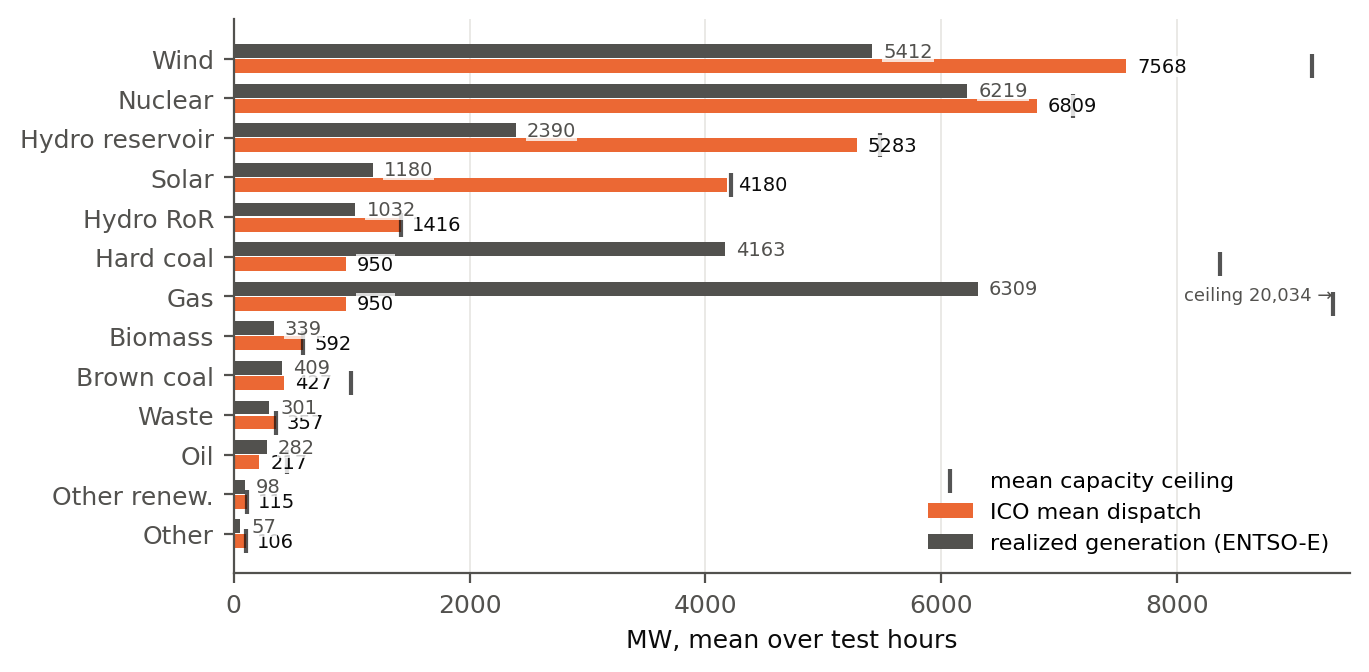 Wind 5412
7568
Nuclear 6219
6809
Hydro reservoir 2390
5283
Solar 1180
4180
Hydro RoR 1032
1416
Hard coal 4163
950
Gas 6309 ceiling 20,034 →
950
Biomass 339
592
Brown coal 409
427
Waste 301
357
Oil 282
217
Other renew. 98
115
Other 57
106
mean capacity ceiling
ICO mean dispatch
realized generation (ENTSO-E)
0 2000 4000 6000 8000
MW, mean over test hours